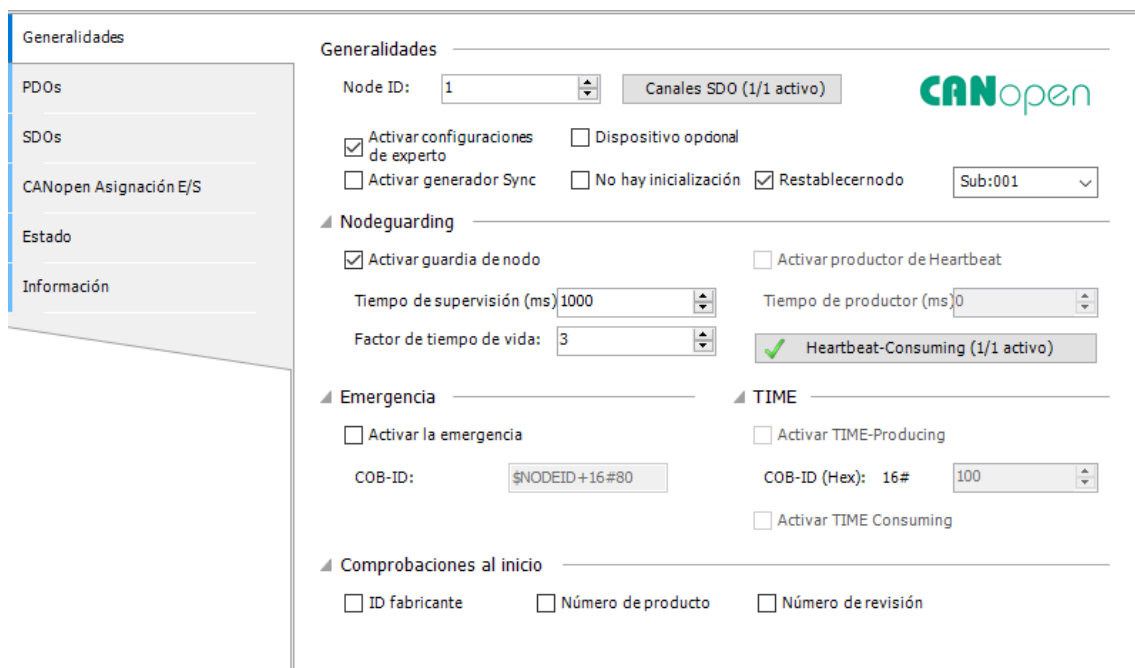 Generalidades
PDOs
SDOs
CANopen Asignación E/S
Estado
Información
Generalidades
Node ID: 1 Canales SDO (1/1 activo)
CANopen
Activar configuraciones de experto
Dispositivo opcional
Activar generador Sync No hay inicialización Restablecer nodo Sub:001
Nodeguarding
Activar guardia de nodo Activar productor de Heartbeat
Tiempo de supervisión (ms) 1000 Tiempo de productor (ms) 0
Factor de tiempo de vida: 3 Heartbeat-Consuming (1/1 activo)
Emergencia TIME
Activar la emergencia Activar TIME-Producing
COB-ID: $NODEID+16#80 COB-ID (Hex): 16# 100
Activar TIME Consuming
Comprobaciones al inicio
ID fabricante Número de producto Número de revisión